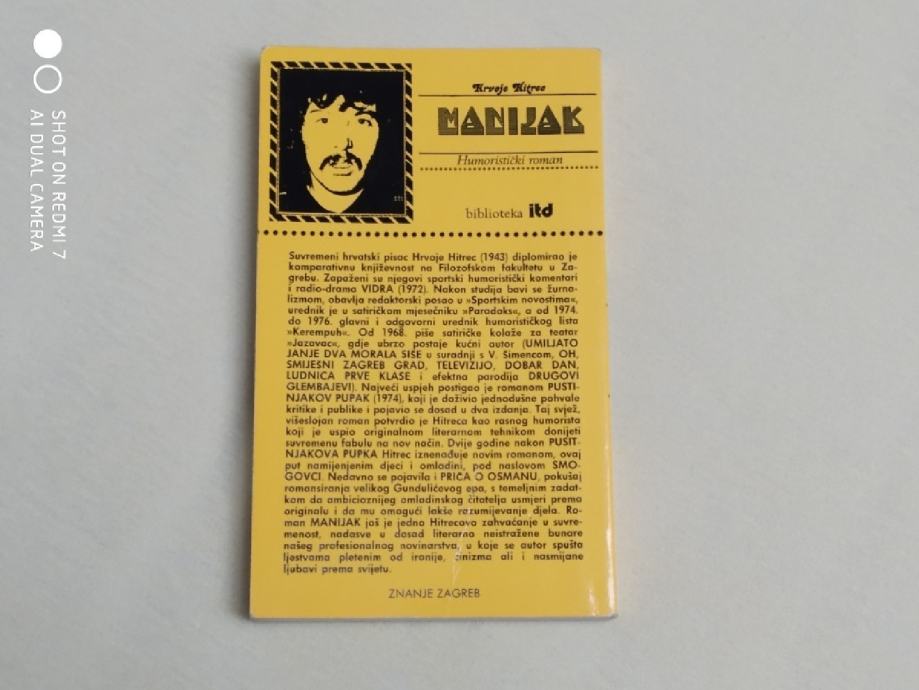 SHOT ON REDMI 7
AI DUAL CAMERA
Hrvoje Hitrec
MANIJAK
Humoristički roman
biblioteka itd
Suvremeni hrvatski pisac Hrvoje Hitrec (1943) diplomirao je
komparativnu književnost na Filozofskom fakultetu u Za-
grebu. Zapaženi su njegovi sportski humoristički komentari
i radio-drama VIDRA (1972). Nakon studija bavi se žurna-
lizmom, obavlja redaktorski posao u »Sportskim novostima«,
urednik je u satiričkom mjesečniku »Paradoks«, a od 1974.
do 1976. glavni i odgovorni urednik humorističkog lista
»Kerempuh«. Od 1968. piše satiričke kolaže za teatar
»Jazavac«, gdje ubrzo postaje kućni autor (UMILJATO
JANJE DVA MORALA SIŠE u suradnji s V. Šimencom, OH,
SMIJEŠNI ZAGREB GRAD, TELEVIZIJO, DOBAR DAN,
LUDNICA PRVE KLASE i efektna parodija DRUGOVI
GLEMBAJEVI). Najveći uspjeh postigao je romanom PUSTI-
NJAKOV PUPAK (1974), koji je doživio jednodušne pohvale
kritike i publike i pojavio se dosad u dva izdanja. Taj svjež,
višeslojan roman potvrdio je Hitreca kao rasnog humorista
koji je uspio originalnom literarnom tehnikom donijeti
suvremenu fabulu na nov način. Dvije godine nakon PUSIT-
NJAKOVA PUPKA Hitrec iznenađuje novim romanom, ovaj
put namijenjenim djeci i omladini, pod naslovom SMO-
GOVCI. Nedavno se pojavila i PRIČA O OSMANU, pokušaj
romansiranja velikog Gundulićevog epa, s temeljnim zadat-
kom da ambicioznijeg omladinskog čitatelja usmjeri prema
originalu i da mu omogući lakše razumijevanje djela. Ro-
man MANIJAK još je jedno Hitrecovo zahvaćanje u suvre-
menost, nadasve u dosad literarno neistražene bunare
našeg profesionalnog novinarstva, u koje se autor spušta
ljestvama pletenim od ironije, cinizma ali i nasmijane
ljubavi prema svijetu.
ZNANJE ZAGREB